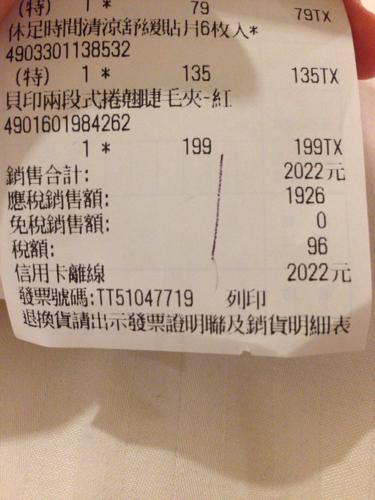 (特) 1 * 79 79TX
休足時間清涼舒緩貼片6枚入*
4903301138532
(特) 1 * 135 135TX
貝印兩段式捲翹睫毛夾-紅
4901601984262
1 * 199 199TX
銷售合計: 2022元
應稅銷售額: 1926
免稅銷售額: 0
稅額: 96
信用卡離線 2022元
發票號碼:TT51047719 列印
退換貨請出示發票證明聯及銷貨明細表